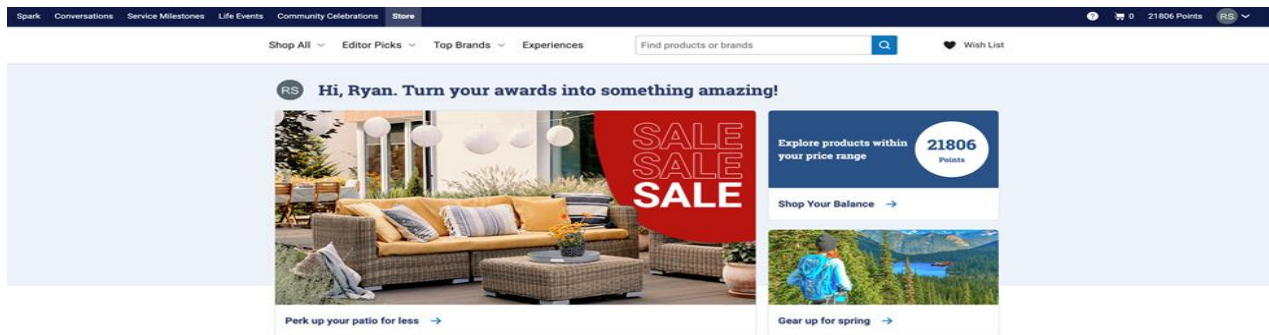 Spark Conversations Service Milestones Life Events Community Celebrations Store
? 0 21806 Points RS
Shop All Editor Picks Top Brands Experiences Find products or brands Wish List
RS Hi, Ryan. Turn your awards into something amazing!
SALE
SALE
SALE
Perk up your patio for less →
Explore products within
your price range
21806
Points
Shop Your Balance →
Gear up for spring →